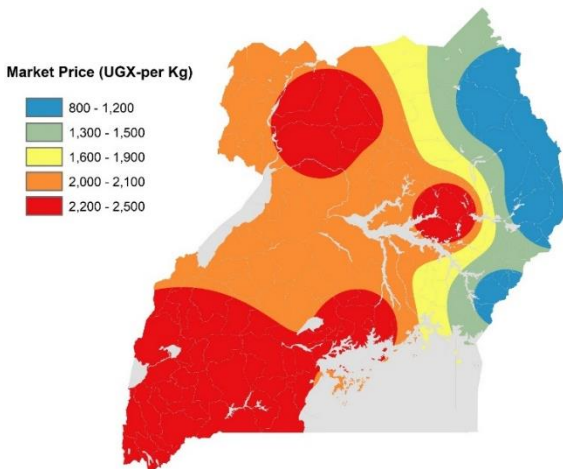 Market Price (UGX-per Kg)
800 - 1,200
1,300 - 1,500
1,600 - 1,900
2,000 - 2,100
2,200 - 2,500